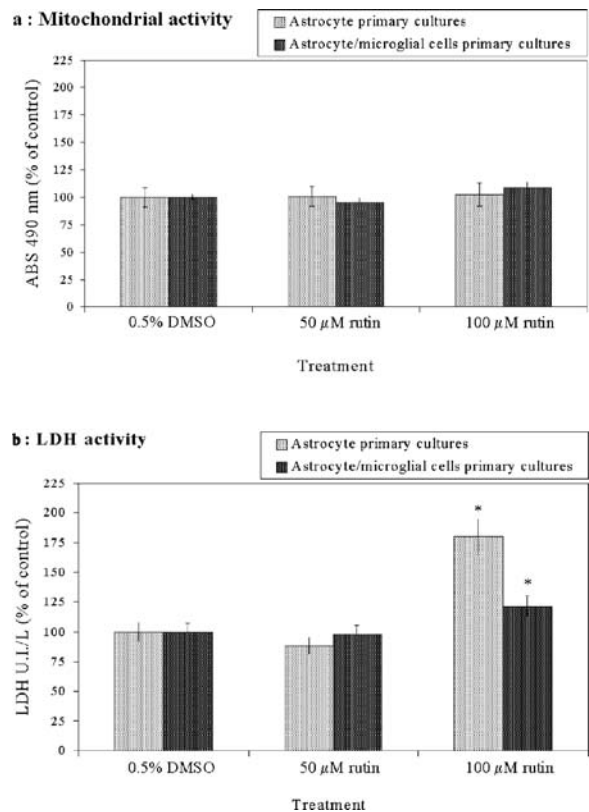 a : Mitochondrial activity
Astrocyte primary cultures
Astrocyte/microglial cells primary cultures
ABS 490 nm (% of control)
225
200
175
150
125
100
75
50
25
0
0.5% DMSO
50 µM rutin
100 µM rutin
Treatment
b : LDH activity
Astrocyte primary cultures
Astrocyte/microglial cells primary cultures
LDH U.I./L (% of control)
225
200
175
150
125
100
75
50
25
0
*
*
0.5% DMSO
50 µM rutin
100 µM rutin
Treatment